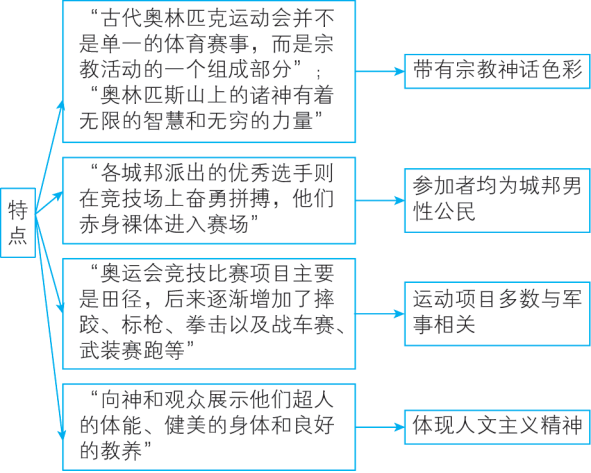 特
点
“古代奥林匹克运动会并不
是单一的体育赛事，而是宗
教活动的一个组成部分”；
“奥林匹斯山上的诸神有着
无限的智慧和无穷的力量”
带有宗教神话色彩
“各城邦派出的优秀选手则
在竞技场上奋勇拼搏，他们
赤身裸体进入赛场”
参加者均为城邦男
性公民
“奥运会竞技比赛项目主要
是田径，后来逐渐增加了摔
跤、标枪、拳击以及战车赛、
武装赛跑等”
运动项目多数与军
事相关
“向神和观众展示他们超人
的体能、健美的身体和良好
的教养”
体现人文主义精神